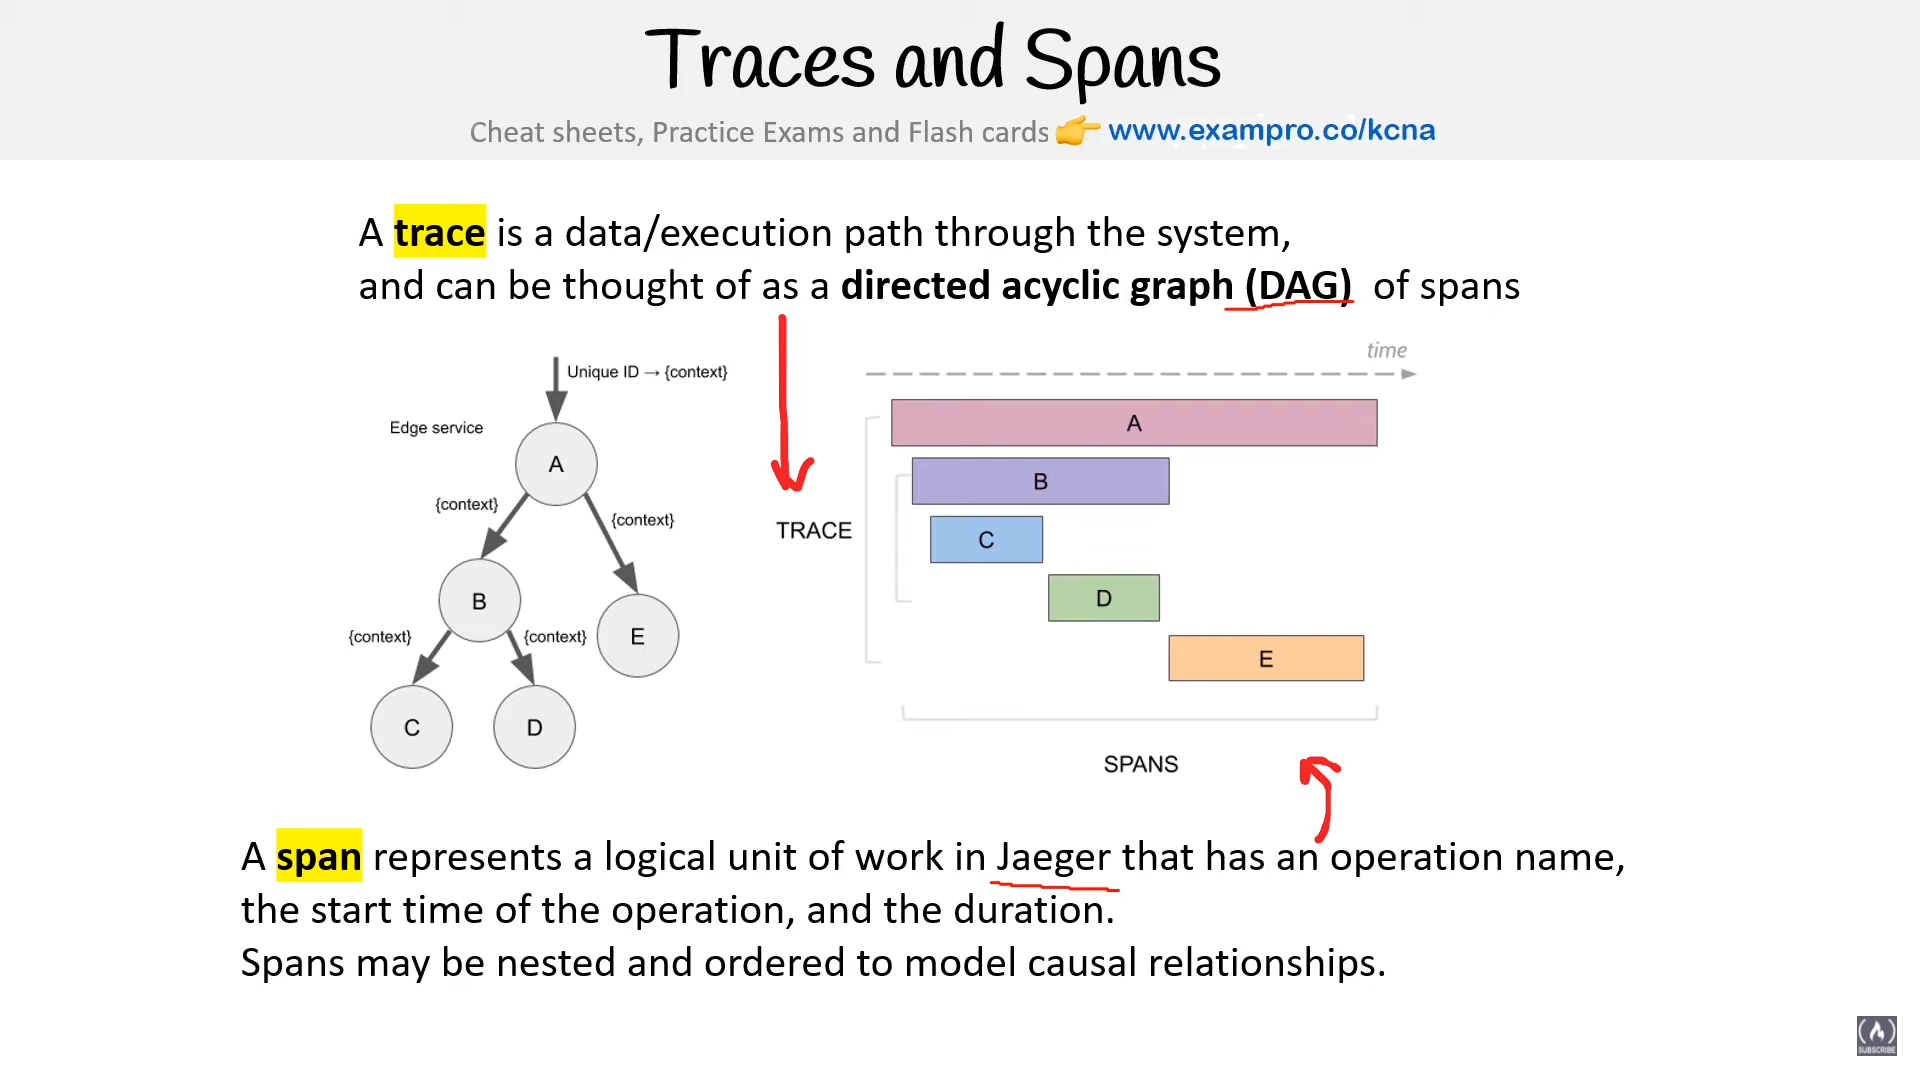 Traces and Spans
Cheat sheets, Practice Exams and Flash cards 👉 www.exampro.co/kcna
A trace is a data/execution path through the system,
and can be thought of as a directed acyclic graph (DAG) of spans
Unique ID → {context}
Edge service
A
{context}
{context}
B
E
{context}
{context}
C
D
time
TRACE
A
B
C
D
E
SPANS
A span represents a logical unit of work in Jaeger that has an operation name,
the start time of the operation, and the duration.
Spans may be nested and ordered to model causal relationships.
SUBSCRIBE